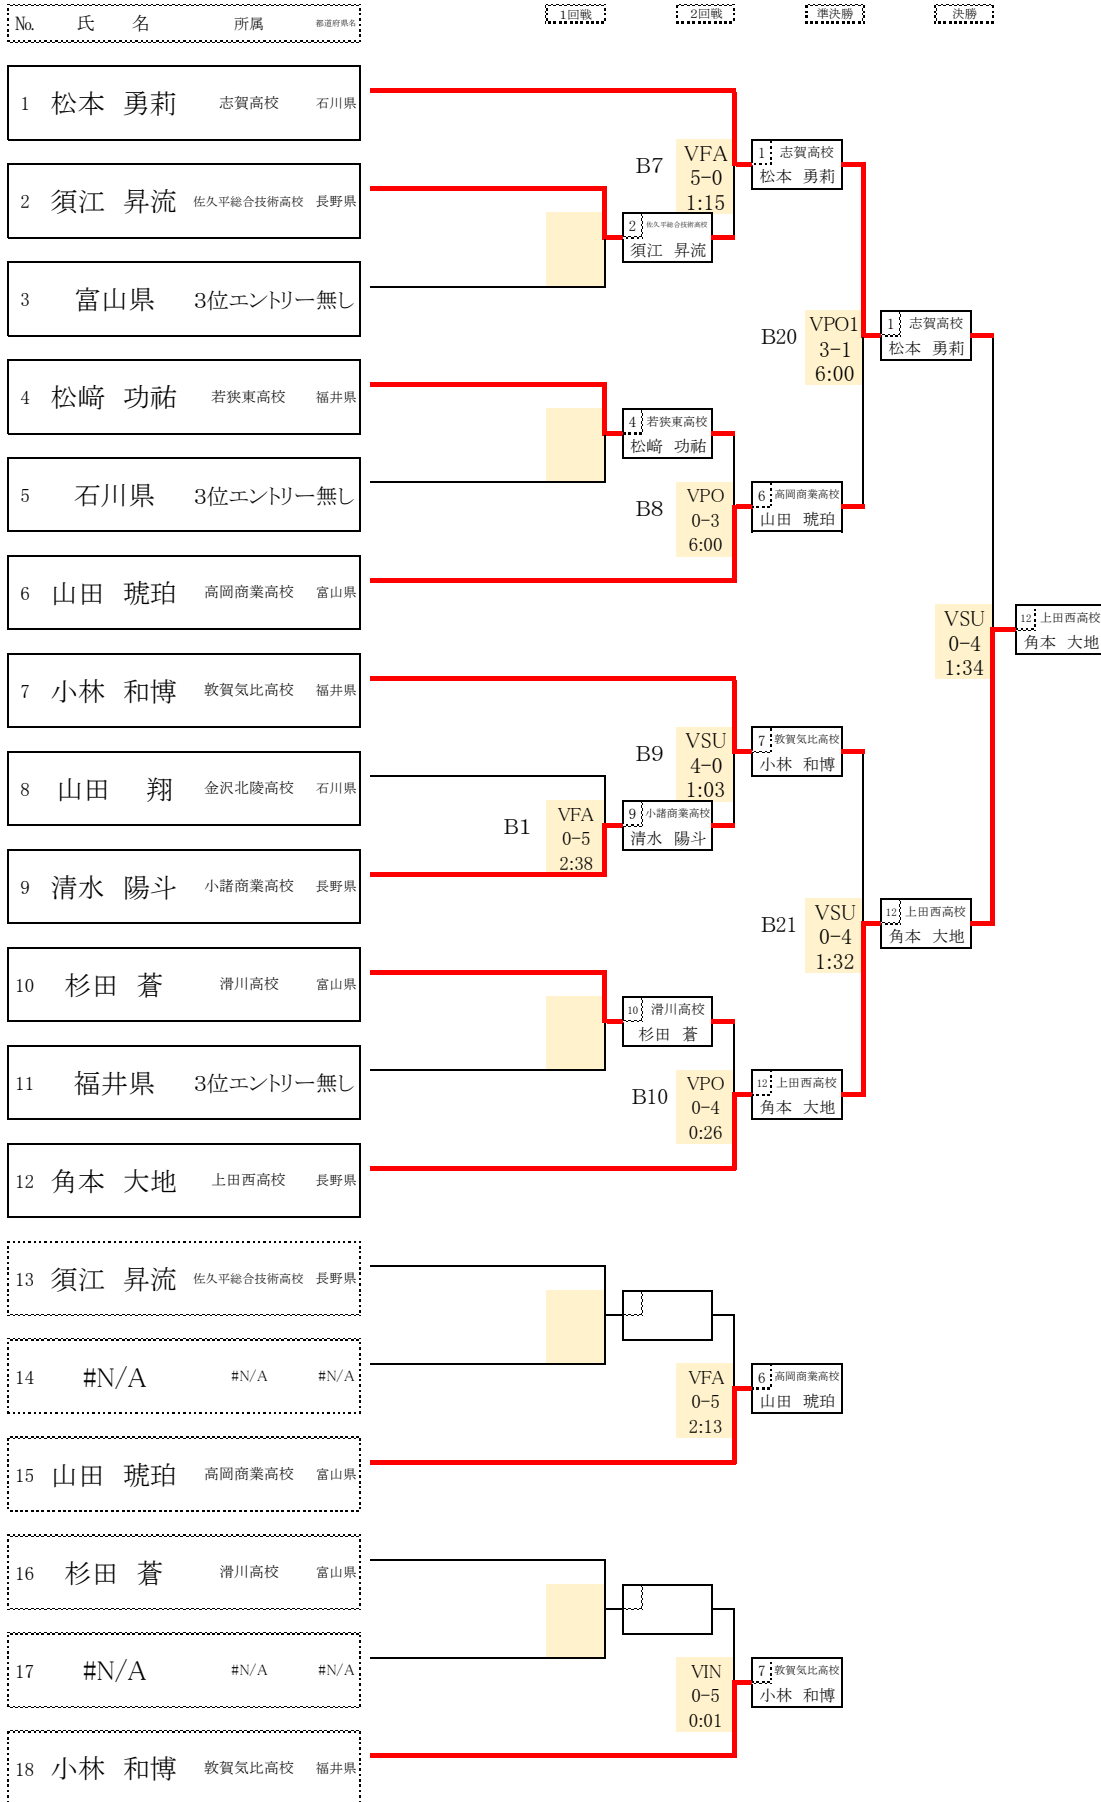 No. 氏 名 所属 都道府県名 1回戦 2回戦 準決勝 決勝
1 松本 勇莉 志賀高校 石川県
B7 VFA 5-0 1:15
1 志賀高校
松本 勇莉
2 須江 昇流 佐久平総合技術高校 長野県
2 佐久平総合技術高校
須江 昇流
3 富山県 3位エントリー無し
B20 VPO1 3-1 6:00
1 志賀高校
松本 勇莉
4 松﨑 功祐 若狭東高校 福井県
4 若狭東高校
松﨑 功祐
5 石川県 3位エントリー無し
B8 VPO 0-3 6:00
6 高岡商業高校
山田 琥珀
6 山田 琥珀 高岡商業高校 富山県
VSU 0-4 1:34
12 上田西高校
角本 大地
7 小林 和博 敦賀気比高校 福井県
B9 VSU 4-0 1:03
7 敦賀気比高校
小林 和博
8 山田 翔 金沢北陵高校 石川県
B1 VFA 0-5 2:38
9 小諸商業高校
清水 陽斗
9 清水 陽斗 小諸商業高校 長野県
B21 VSU 0-4 1:32
12 上田西高校
角本 大地
10 杉田 蒼 滑川高校 富山県
10 滑川高校
杉田 蒼
11 福井県 3位エントリー無し
B10 VPO 0-4 0:26
12 上田西高校
角本 大地
12 角本 大地 上田西高校 長野県
13 須江 昇流 佐久平総合技術高校 長野県
14 #N/A #N/A #N/A
VFA 0-5 2:13
6 高岡商業高校
山田 琥珀
15 山田 琥珀 高岡商業高校 富山県
16 杉田 蒼 滑川高校 富山県
17 #N/A #N/A #N/A
VIN 0-5 0:01
7 敦賀気比高校
小林 和博
18 小林 和博 敦賀気比高校 福井県